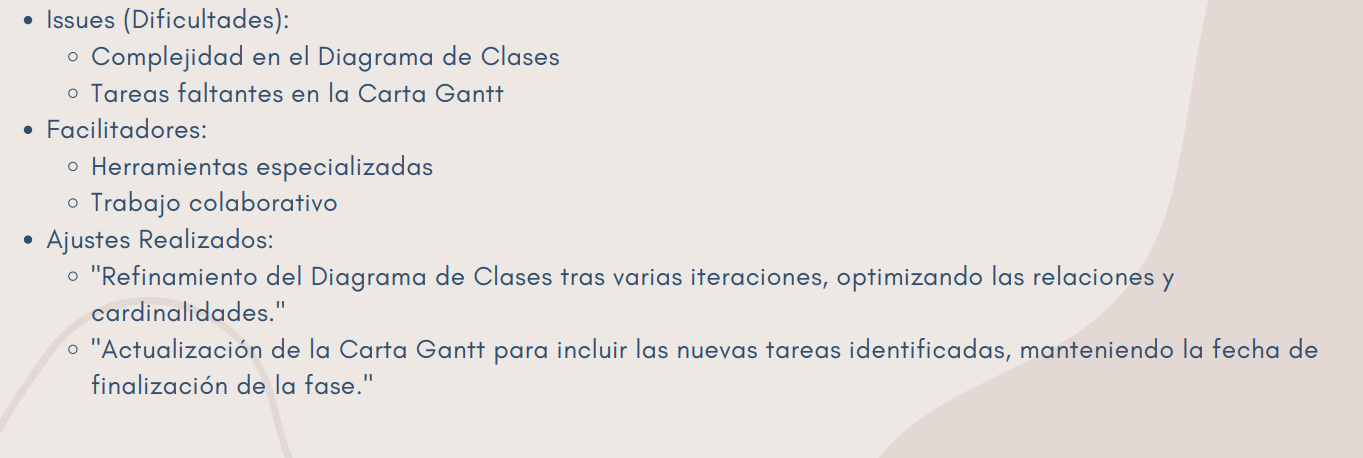 • Issues (Dificultades):
◦ Complejidad en el Diagrama de Clases
◦ Tareas faltantes en la Carta Gantt
• Facilitadores:
◦ Herramientas especializadas
◦ Trabajo colaborativo
• Ajustes Realizados:
◦ "Refinamiento del Diagrama de Clases tras varias iteraciones, optimizando las relaciones y
cardinalidades."
◦ "Actualización de la Carta Gantt para incluir las nuevas tareas identificadas, manteniendo la fecha de
finalización de la fase."